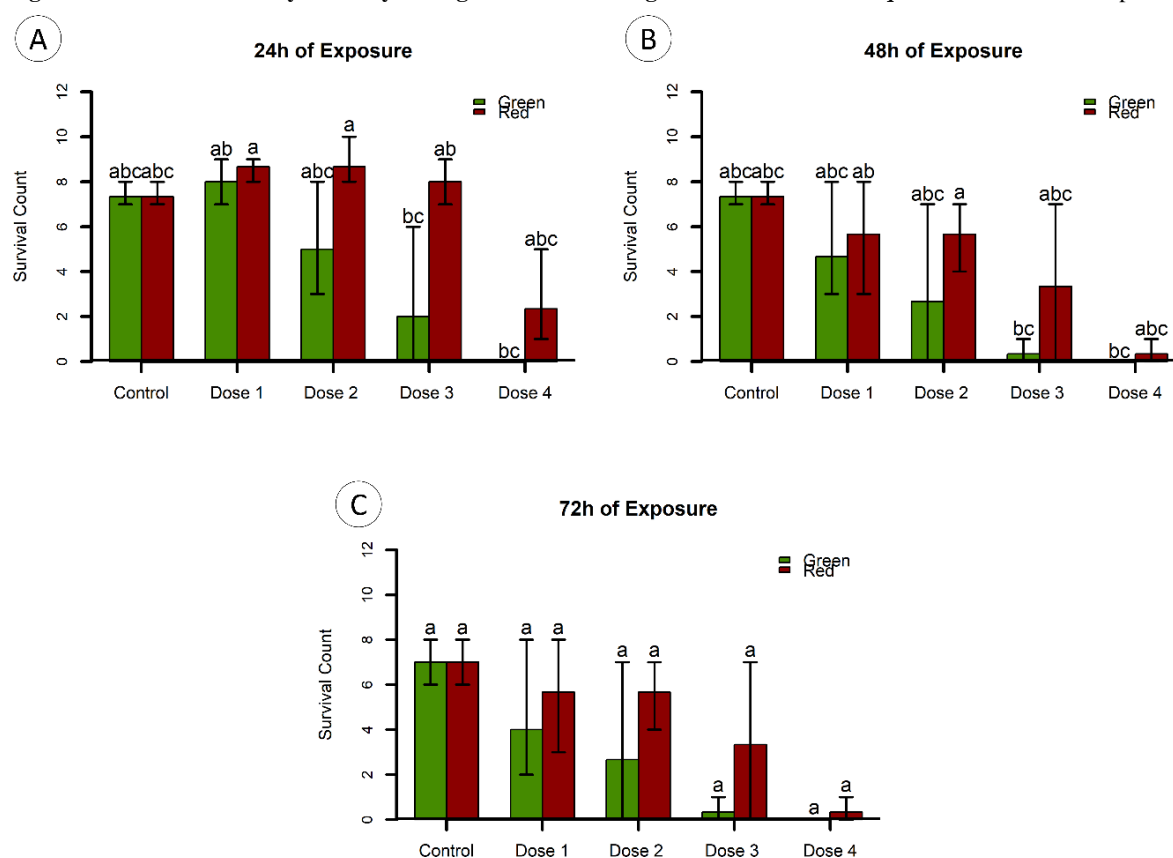 A
24h of Exposure
Green
Red
Survival Count
0 2 4 6 8 10 12
abc abc ab a abc a bc ab bc abc
Control Dose 1 Dose 2 Dose 3 Dose 4
B
48h of Exposure
Green
Red
Survival Count
0 2 4 6 8 10 12
abc abc abc ab abc a bc abc bc abc
Control Dose 1 Dose 2 Dose 3 Dose 4
C
72h of Exposure
Green
Red
Survival Count
0 2 4 6 8 10 12
a a a a a a a a a a
Control Dose 1 Dose 2 Dose 3 Dose 4